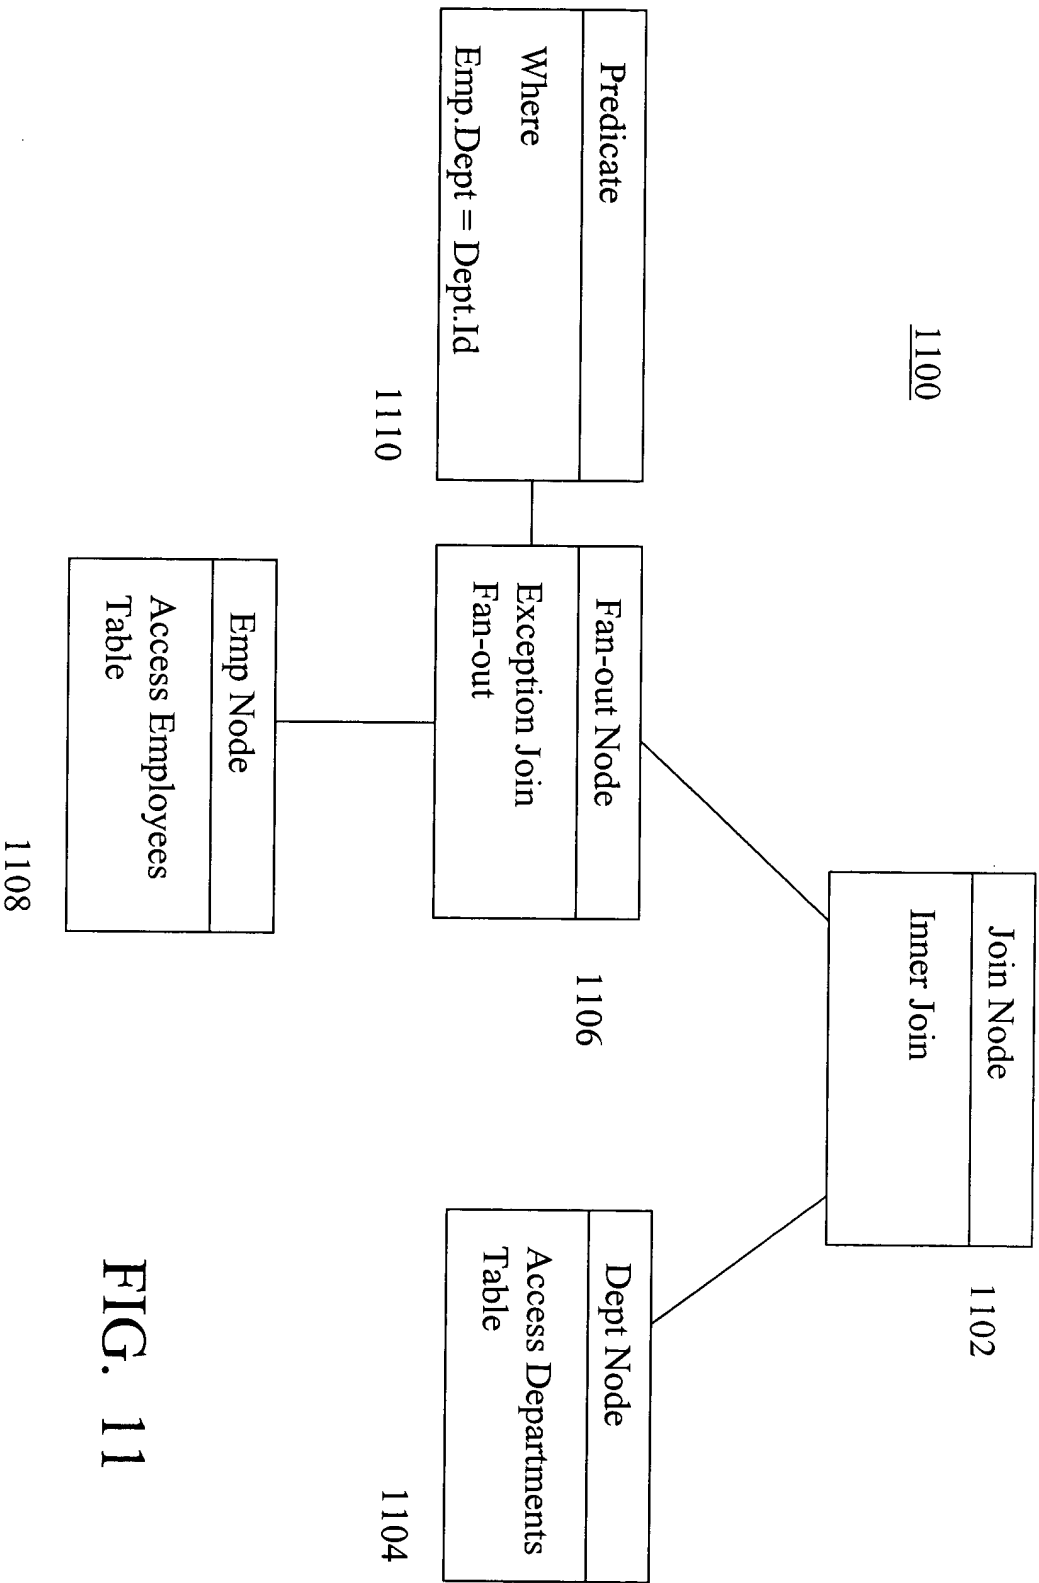 1100
Join Node
Inner Join
1102
Predicate
Where
Emp.Dept = Dept.Id
1110
Fan-out Node
Exception Join
Fan-out
1106
Dept Node
Access Departments
Table
1104
Emp Node
Access Employees
Table
1108
FIG. 11